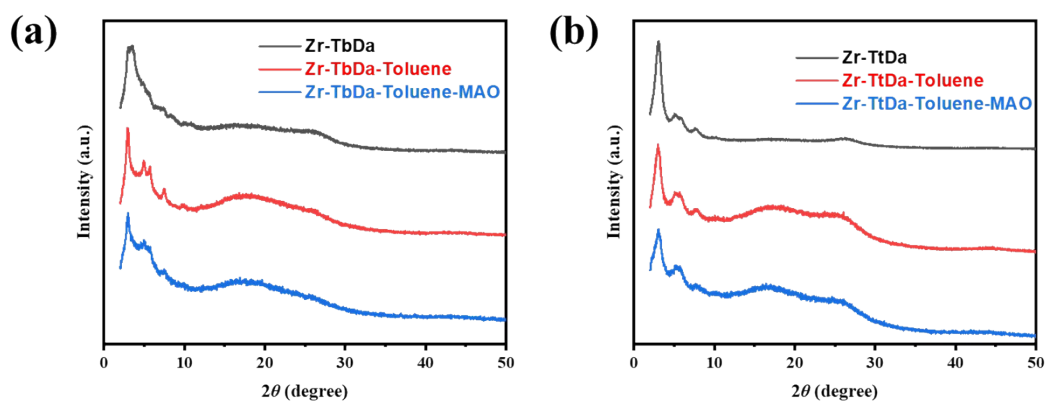 (a)
Zr-TbDa
Zr-TbDa-Toluene
Zr-TbDa-Toluene-MAO
Intensity (a.u.)
0 10 20 30 40 50
2θ (degree)
(b)
Zr-TtDa
Zr-TtDa-Toluene
Zr-TtDa-Toluene-MAO
Intensity (a.u.)
0 10 20 30 40 50
2θ (degree)